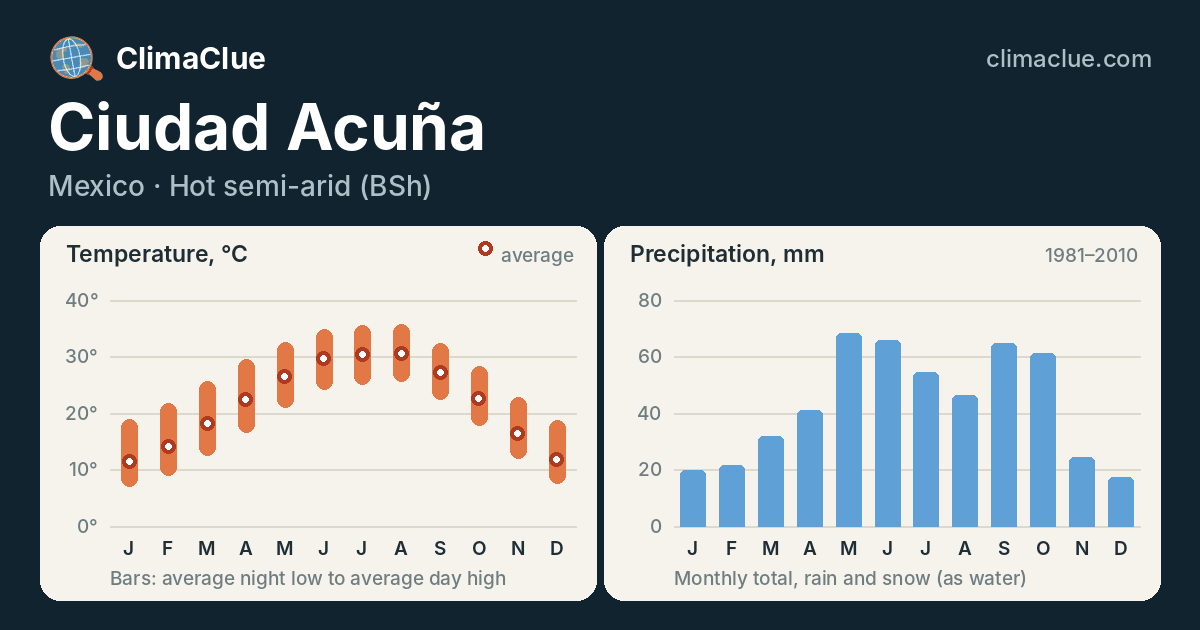 ClimaClue
climaclue.com
Ciudad Acuña
Mexico · Hot semi-arid (BSh)
Temperature, °C
average
40°
30°
20°
10°
0°
J F M A M J J A S O N D
Bars: average night low to average day high
Precipitation, mm
1981–2010
80
60
40
20
0
J F M A M J J A S O N D
Monthly total, rain and snow (as water)